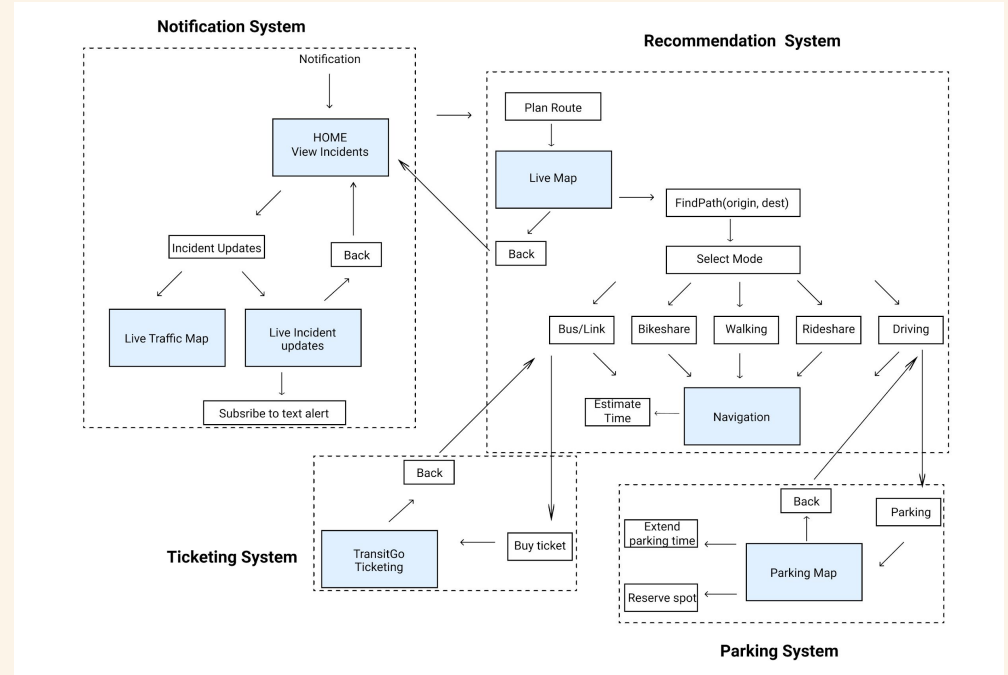 Notification System
Recommendation System
Notification
HOME
View Incidents
Incident Updates
Back
Live Traffic Map
Live Incident
updates
Subsribe to text alert
Plan Route
Live Map
Back
FindPath(origin, dest)
Select Mode
Bus/Link
Bikeshare
Walking
Rideshare
Driving
Estimate
Time
Navigation
Back
TransitGo
Ticketing
Buy ticket
Ticketing System
Back
Parking
Extend
parking time
Parking Map
Reserve spot
Parking System